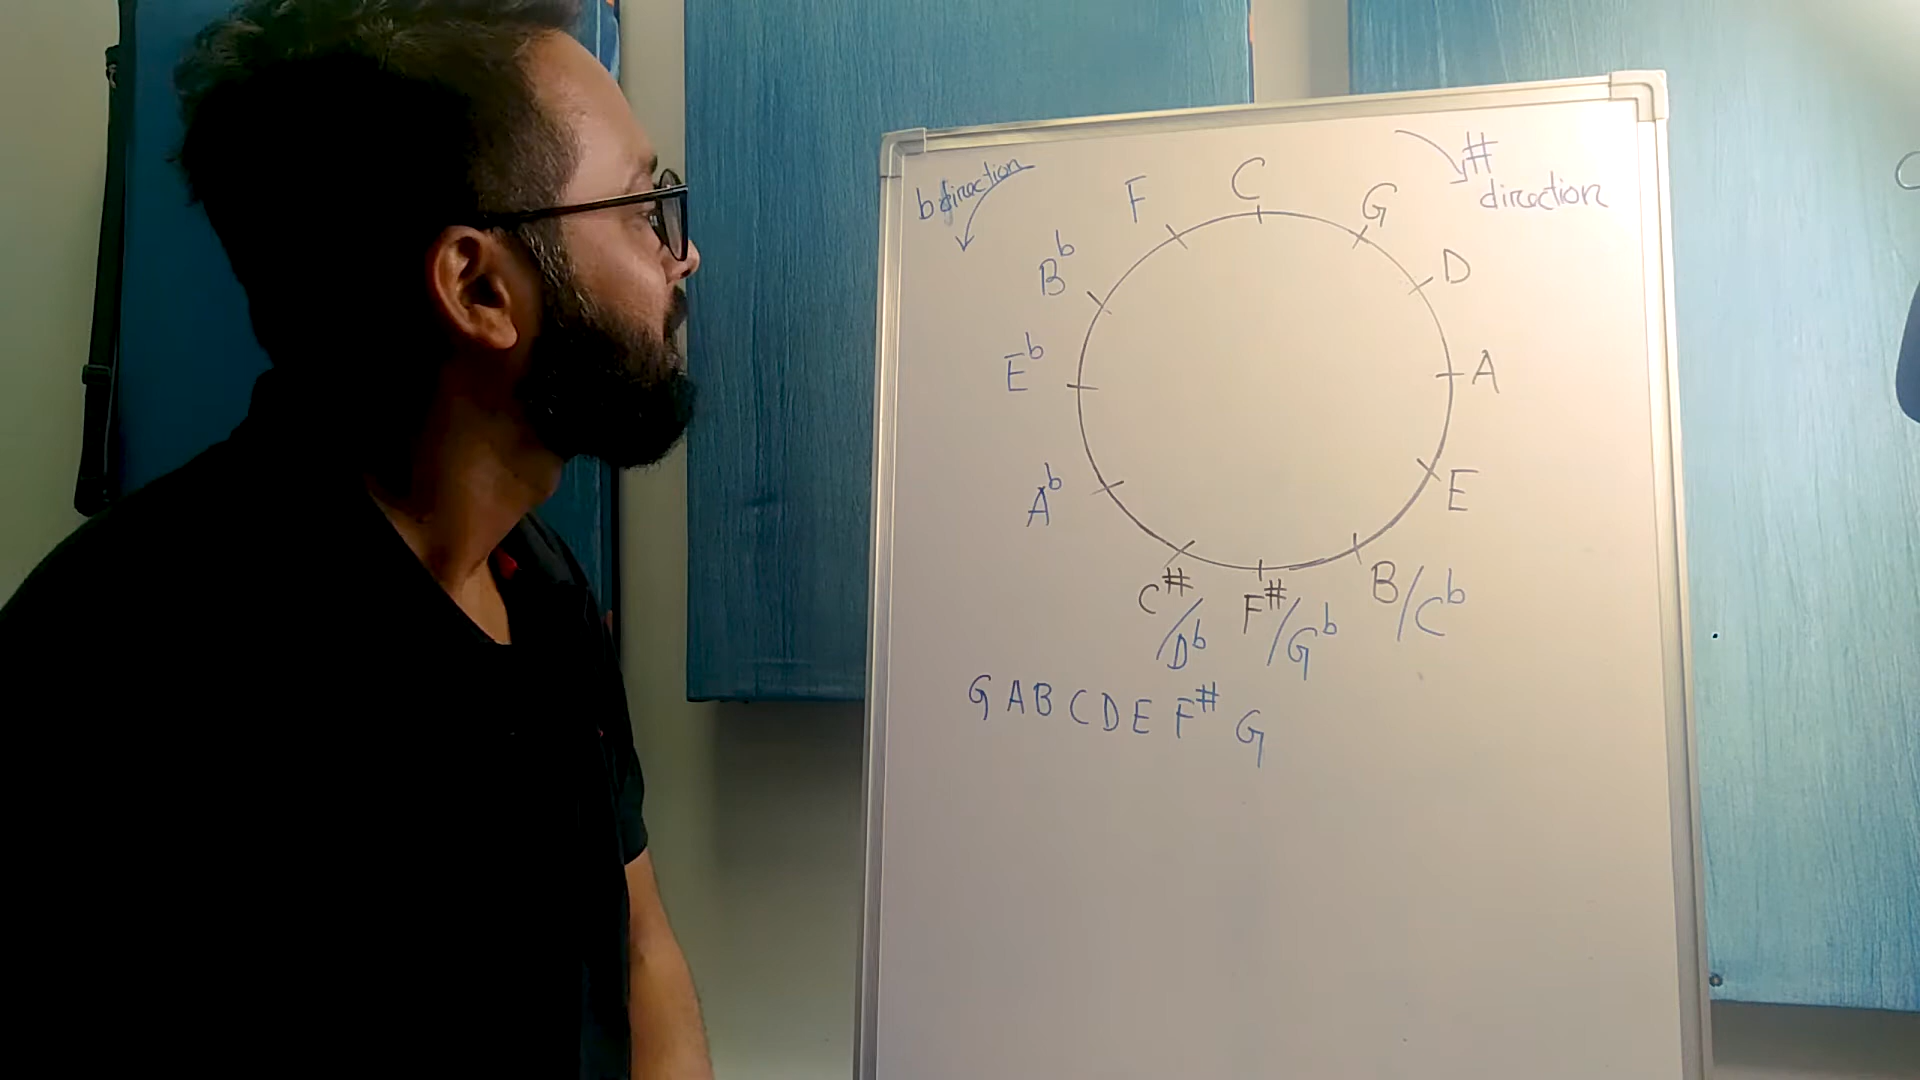 b direction
# direction
C
G
D
A
E
B/Cb
F#/Gb
C#/Db
Ab
Eb
Bb
F
G A B C D E F# G